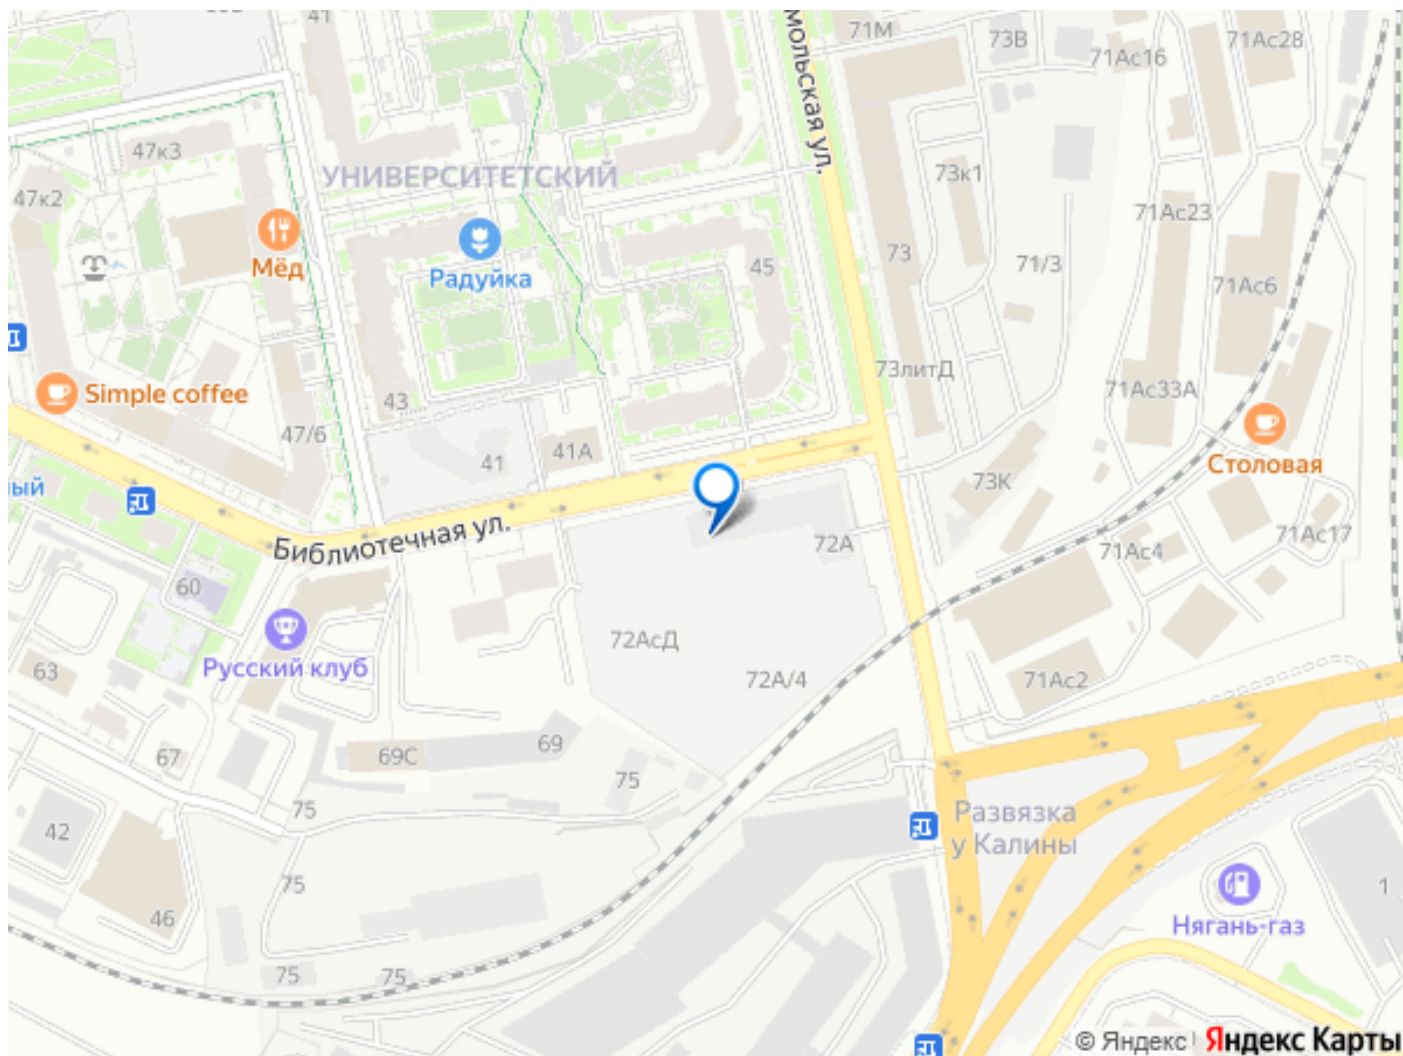 41
71М
73В
71Ас16
71Ас28
мольская ул.
47к3
47к2
УНИВЕРСИТЕТСКИЙ
73к1
71Ас23
Мёд
Радуйка
45
73
71/3
71Ас6
Simple coffee
43
73литД
71Ас33А
47/6
41
41А
Столовая
ый
73К
Библиотечная ул.
72А
71Ас4
71Ас17
60
72АсД
Русский клуб
63
72А/4
71Ас2
67
69С
69
75
75
42
Развязка
у Калины
75
46
1
Нягань-газ
75
75
© Яндекс Яндекс Карты